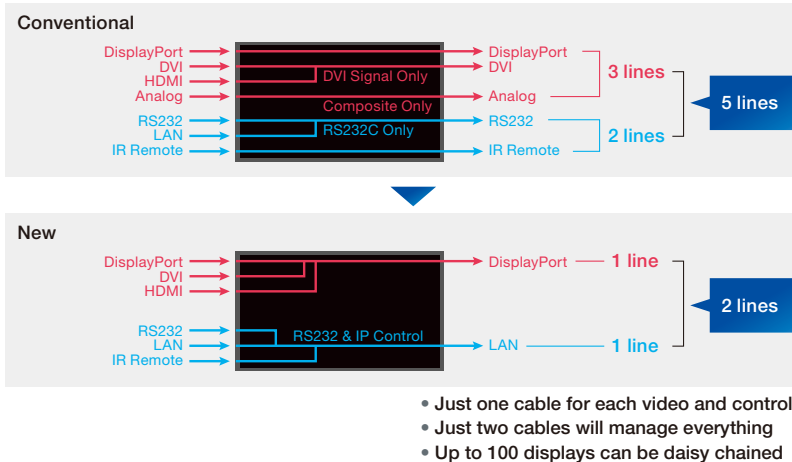 Conventional
DisplayPort
DVI
HDMI
Analog
RS232
LAN
IR Remote
DVI Signal Only
Composite Only
RS232C Only
DisplayPort
DVI
Analog
RS232
IR Remote
3 lines
2 lines
5 lines
New
DisplayPort
DVI
HDMI
RS232
LAN
IR Remote
RS232 & IP Control
DisplayPort
LAN
1 line
1 line
2 lines
• Just one cable for each video and control
• Just two cables will manage everything
• Up to 100 displays can be daisy chained